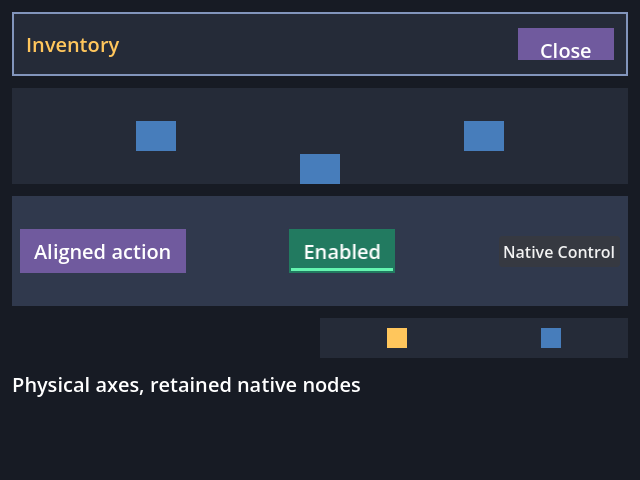 Inventory
Close
Aligned action
Enabled
Native Control
Physical axes, retained native nodes